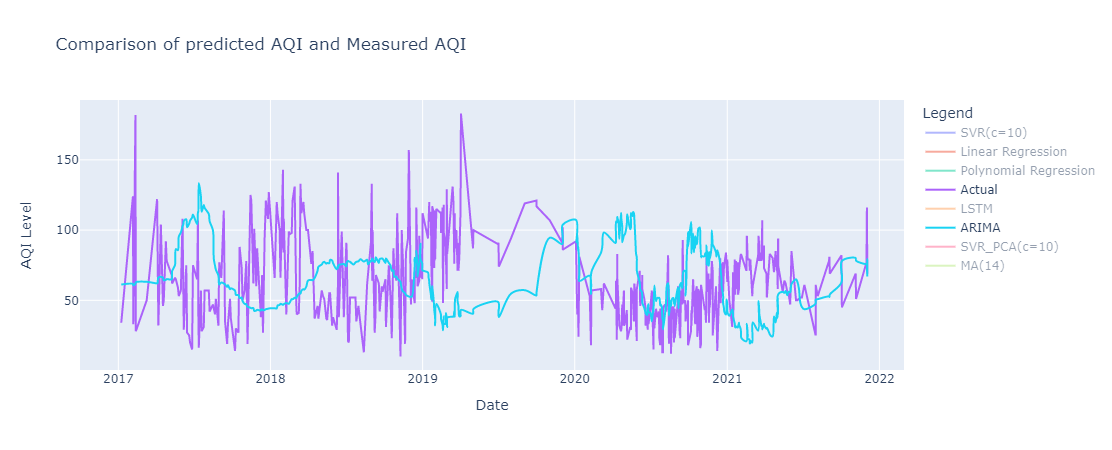 Comparison of predicted AQI and Measured AQI
Legend
SVR(c=10)
Linear Regression
Polynomial Regression
Actual
LSTM
ARIMA
SVR_PCA(c=10)
MA(14)
AQI Level
150
100
50
2017 2018 2019 2020 2021 2022
Date